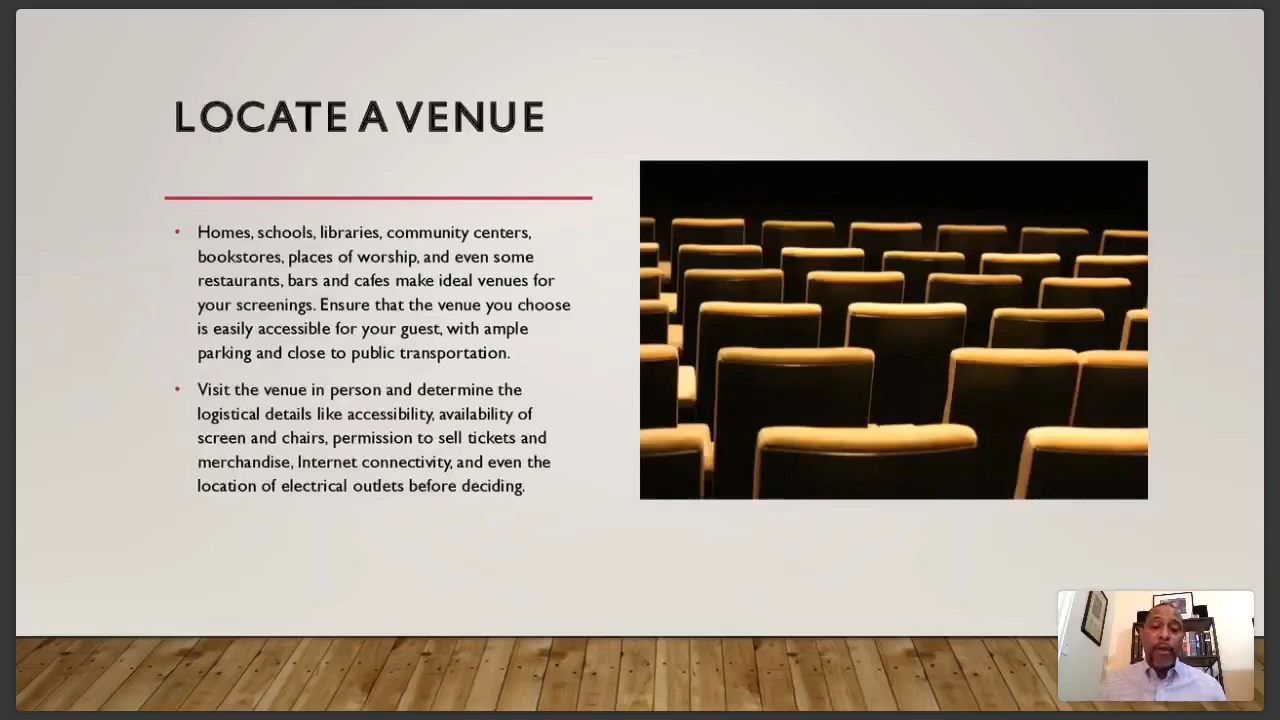 LOCATE A VENUE
Homes, schools, libraries, community centers,
bookstores, places of worship, and even some
restaurants, bars and cafes make ideal venues for
your screenings. Ensure that the venue you choose
is easily accessible for your guest, with ample
parking and close to public transportation.
Visit the venue in person and determine the
logistical details like accessibility, availability of
screen and chairs, permission to sell tickets and
merchandise, Internet connectivity, and even the
location of electrical outlets before deciding.